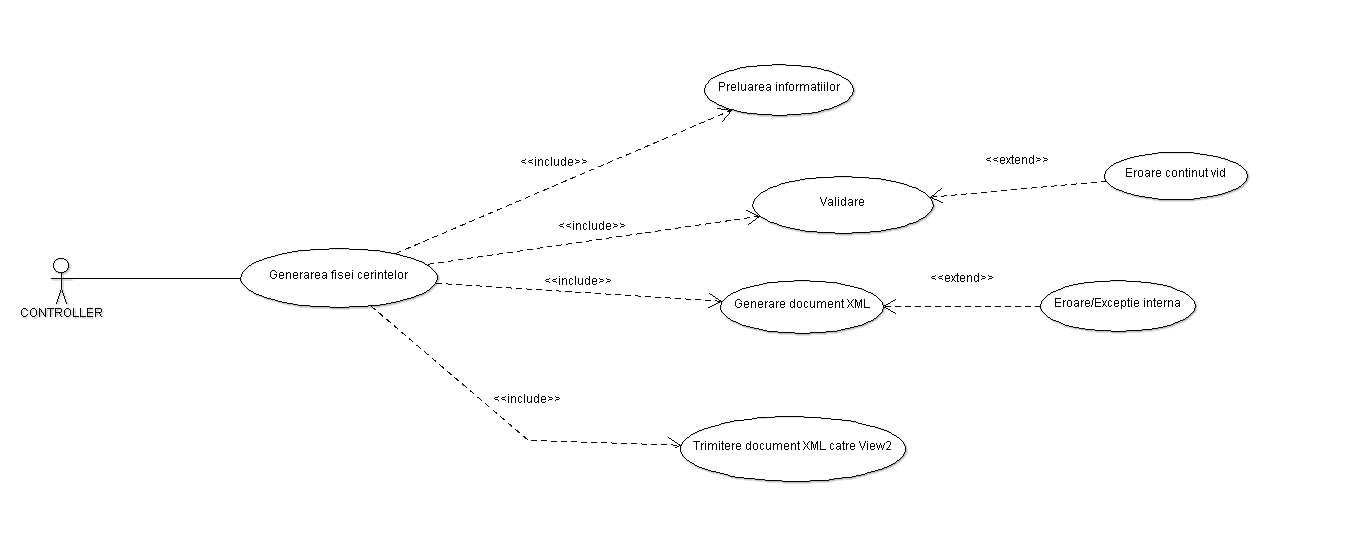 Preluarea informatiilor
<<include>>
<<extend>>
Eroare continut vid
Validare
<<include>>
Generarea fisei cerintelor
<<include>>
<<extend>>
Generare document XML
Eroare/Exceptie interna
CONTROLLER
<<include>>
Trimitere document XML catre View2